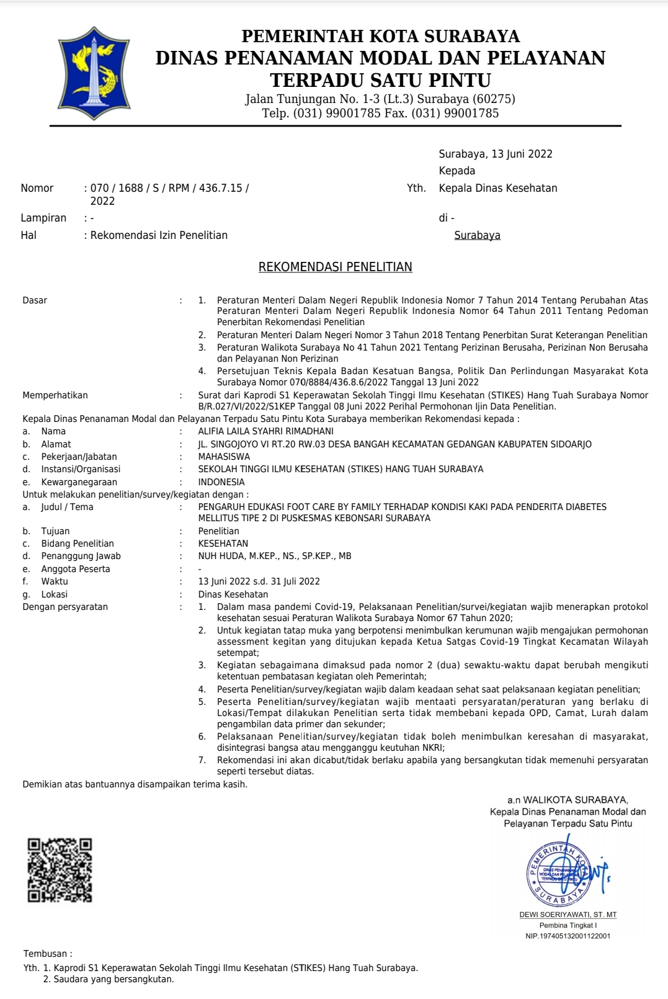 PEMERINTAH KOTA SURABAYA
DINAS PENANAMAN MODAL DAN PELAYANAN
TERPADU SATU PINTU
Jalan Tunjungan No. 1-3 (Lt.3) Surabaya (60275)
Telp. (031) 99001785 Fax. (031) 99001785
Surabaya, 13 Juni 2022
Kepada
Nomor : 070 / 1688 / S / RPM / 436.7.15 / Yth. Kepala Dinas Kesehatan
2022
Lampiran : - di -
Hal : Rekomendasi Izin Penelitian Surabaya
REKOMENDASI PENELITIAN
Dasar : 1. Peraturan Menteri Dalam Negeri Republik Indonesia Nomor 7 Tahun 2014 Tentang Perubahan Atas
Peraturan Menteri Dalam Negeri Republik Indonesia Nomor 64 Tahun 2011 Tentang Pedoman
Penerbitan Rekomendasi Penelitian
2. Peraturan Menteri Dalam Negeri Nomor 3 Tahun 2018 Tentang Penerbitan Surat Keterangan Penelitian
3. Peraturan Walikota Surabaya No 41 Tahun 2021 Tentang Perizinan Berusaha, Perizinan Non Berusaha
dan Pelayanan Non Perizinan
4. Persetujuan Teknis Kepala Badan Kesatuan Bangsa, Politik Dan Perlindungan Masyarakat Kota
Surabaya Nomor 070/8884/436.8.6/2022 Tanggal 13 Juni 2022
Memperhatikan : Surat dari Kaprodi S1 Keperawatan Sekolah Tinggi Ilmu Kesehatan (STIKES) Hang Tuah Surabaya Nomor
B/R.027/VI/2022/S1KEP Tanggal 08 Juni 2022 Perihal Permohonan Ijin Data Penelitian.
Kepala Dinas Penanaman Modal dan Pelayanan Terpadu Satu Pintu Kota Surabaya memberikan Rekomendasi kepada :
a. Nama : ALIFIA LAILA SYAHRI RIMADHANI
b. Alamat : JL. SINGOJOYO VI RT.20 RW.03 DESA BANGAH KECAMATAN GEDANGAN KABUPATEN SIDOARJO
c. Pekerjaan/Jabatan : MAHASISWA
d. Instansi/Organisasi : SEKOLAH TINGGI ILMU KESEHATAN (STIKES) HANG TUAH SURABAYA
e. Kewarganegaraan : INDONESIA
Untuk melakukan penelitian/survey/kegiatan dengan :
a. Judul / Tema : PENGARUH EDUKASI FOOT CARE BY FAMILY TERHADAP KONDISI KAKI PADA PENDERITA DIABETES
MELLITUS TIPE 2 DI PUSKESMAS KEBONSARI SURABAYA
b. Tujuan : Penelitian
c. Bidang Penelitian : KESEHATAN
d. Penanggung Jawab : NUH HUDA, M.KEP., NS., SP.KEP., MB
e. Anggota Peserta : -
f. Waktu : 13 Juni 2022 s.d. 31 Juli 2022
g. Lokasi : Dinas Kesehatan
Dengan persyaratan : 1. Dalam masa pandemi Covid-19, Pelaksanaan Penelitian/survei/kegiatan wajib menerapkan protokol
kesehatan sesuai Peraturan Walikota Surabaya Nomor 67 Tahun 2020;
2. Untuk kegiatan tatap muka yang berpotensi menimbulkan kerumunan wajib mengajukan permohonan
assessment kegitan yang ditujukan kepada Ketua Satgas Covid-19 Tingkat Kecamatan Wilayah
setempat;
3. Kegiatan sebagaimana dimaksud pada nomor 2 (dua) sewaktu-waktu dapat berubah mengikuti
ketentuan pembatasan kegiatan oleh Pemerintah;
4. Peserta Penelitian/survey/kegiatan wajib dalam keadaan sehat saat pelaksanaan kegiatan penelitian;
5. Peserta Penelitian/survey/kegiatan wajib mentaati persyaratan/peraturan yang berlaku di
Lokasi/Tempat dilakukan Penelitian serta tidak membebani kepada OPD, Camat, Lurah dalam
pengambilan data primer dan sekunder;
6. Pelaksanaan Penelitian/survey/kegiatan tidak boleh menimbulkan keresahan di masyarakat,
disintegrasi bangsa atau mengganggu keutuhan NKRI;
7. Rekomendasi ini akan dicabut/tidak berlaku apabila yang bersangkutan tidak memenuhi persyaratan
seperti tersebut diatas.
Demikian atas bantuannya disampaikan terima kasih.
a.n WALIKOTA SURABAYA,
Kepala Dinas Penanaman Modal dan
Pelayanan Terpadu Satu Pintu
PEMERINTAH KOTA
DINAS PENANAMAN
MODAL DAN PELAYANAN
TERPADU SATU PINTU
SURABAYA
DEWI SOERIYAWATI, ST. MT
Pembina Tingkat I
NIP.197405132001122001
Tembusan :
Yth. 1. Kaprodi S1 Keperawatan Sekolah Tinggi Ilmu Kesehatan (STIKES) Hang Tuah Surabaya.
2. Saudara yang bersangkutan.